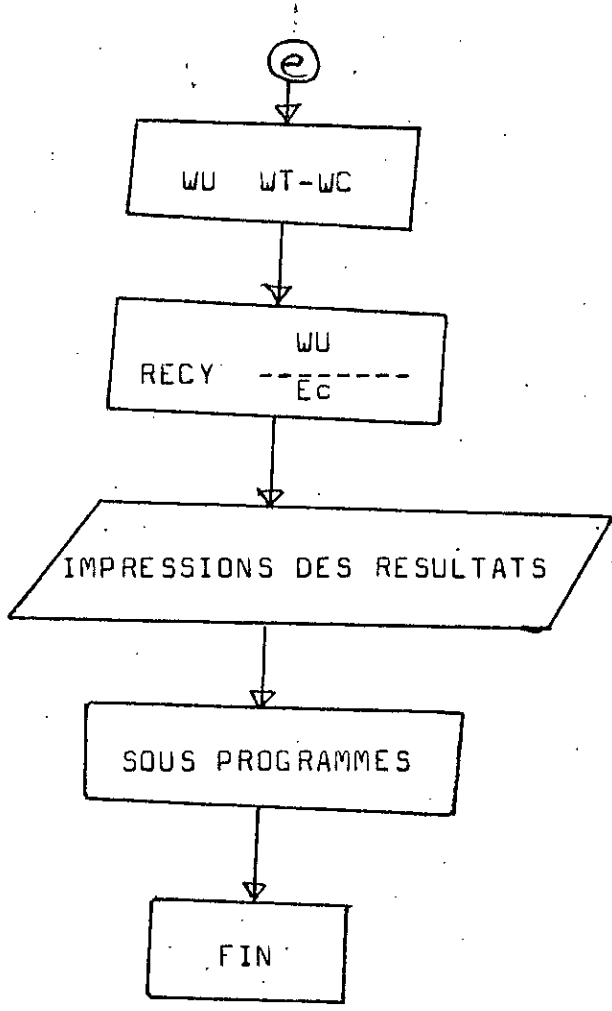 e
WU WT-WC
WU
RECY --------
Ec
IMPRESSIONS DES RESULTATS
SOUS PROGRAMMES
FIN